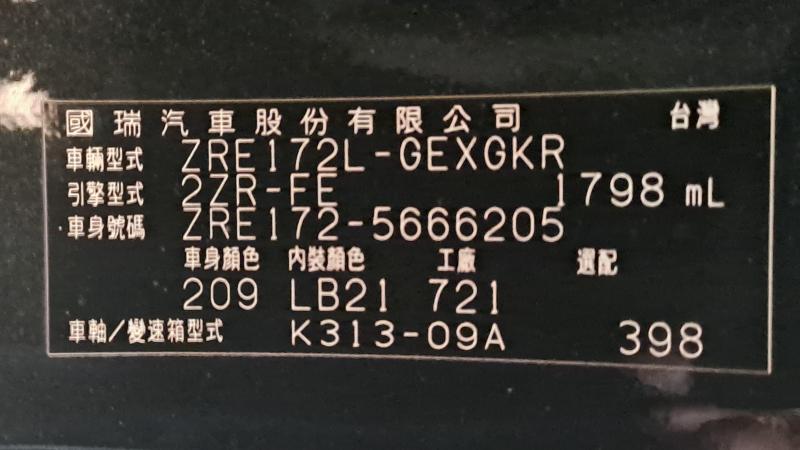 國瑞汽車股份有限公司 台灣
車輛型式 ZRE172L-GEXGKR
引擎型式 2ZR-FE 1798 mL
車身號碼 ZRE172-5666205
車身顏色 內裝顏色 工廠 選配
209 LB21 721
車軸/變速箱型式 K313-09A 398